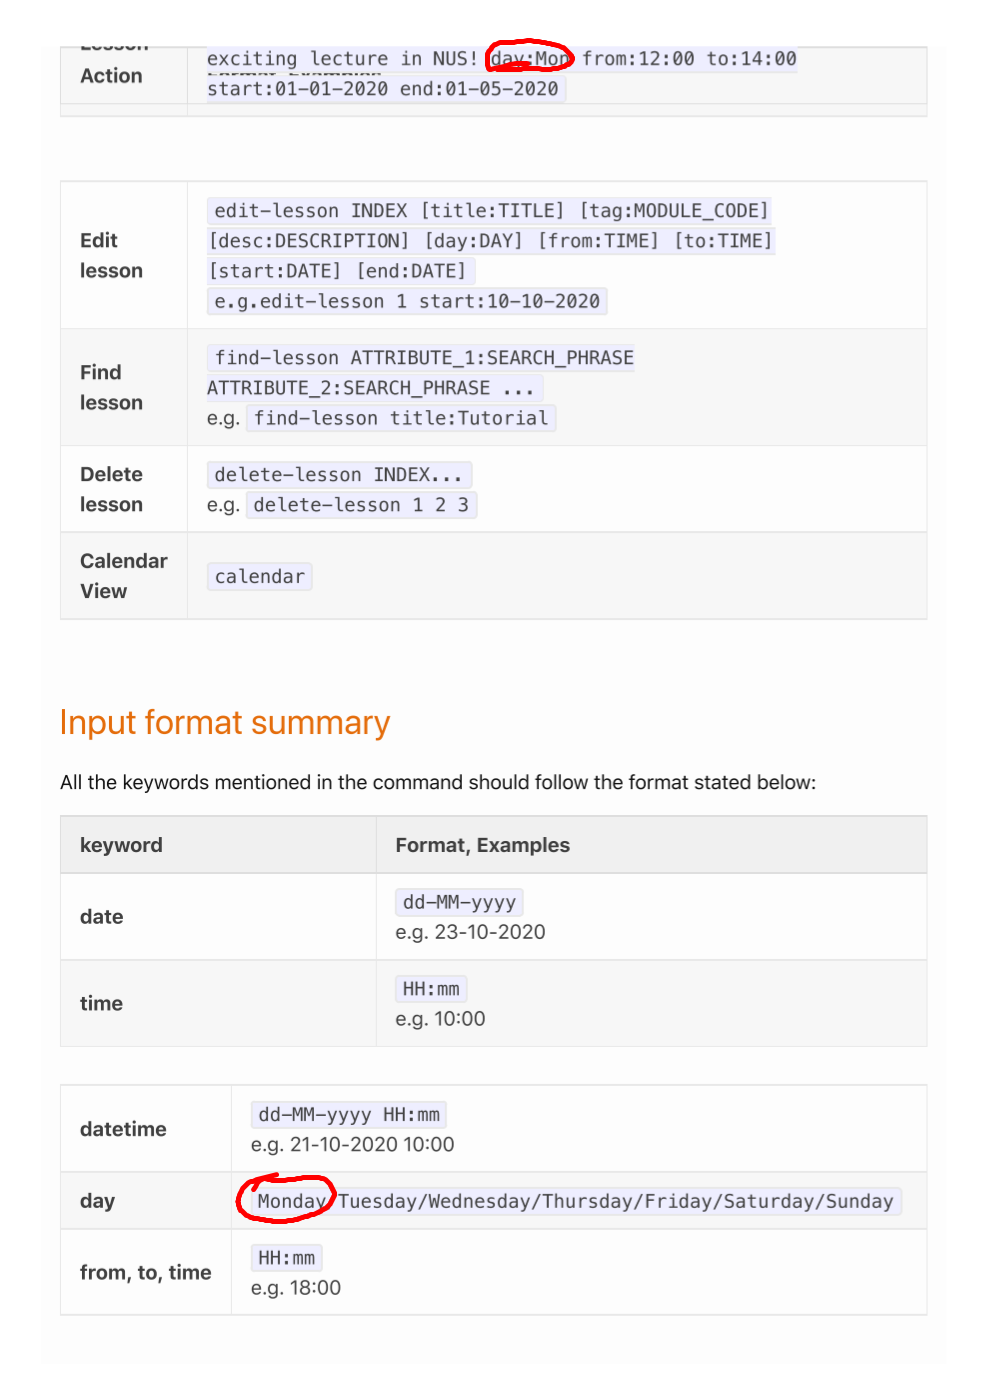 Lesson
Action
exciting lecture in NUS! day:Mon from:12:00 to:14:00
Format, Examples
start:01-01-2020 end:01-05-2020
Edit
lesson
edit-lesson INDEX [title:TITLE] [tag:MODULE_CODE]
[desc:DESCRIPTION] [day:DAY] [from:TIME] [to:TIME]
[start:DATE] [end:DATE]
e.g.edit-lesson 1 start:10-10-2020
Find
lesson
find-lesson ATTRIBUTE_1:SEARCH_PHRASE
ATTRIBUTE_2:SEARCH_PHRASE ...
e.g. find-lesson title:Tutorial
Delete
lesson
delete-lesson INDEX...
e.g. delete-lesson 1 2 3
Calendar
View
calendar
Input format summary
All the keywords mentioned in the command should follow the format stated below:
keyword Format, Examples
date
dd-MM-yyyy
e.g. 23-10-2020
time
HH:mm
e.g. 10:00
datetime
dd-MM-yyyy HH:mm
e.g. 21-10-2020 10:00
day Monday/Tuesday/Wednesday/Thursday/Friday/Saturday/Sunday
from, to, time
HH:mm
e.g. 18:00